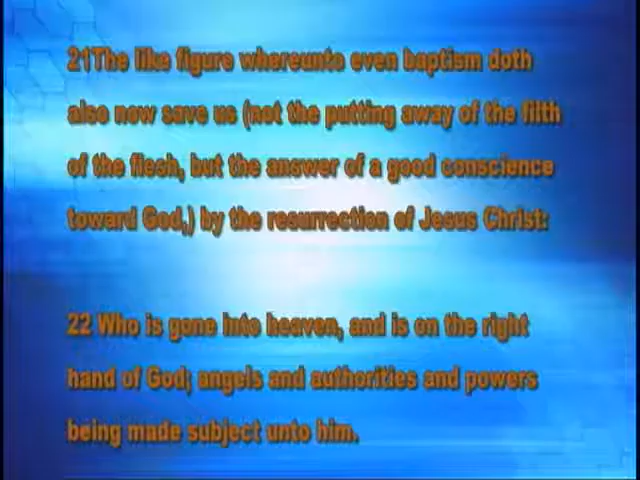 21The like figure whereunto even baptism doth
also now save us (not the putting away of the filth
of the flesh, but the answer of a good conscience
toward God,) by the resurrection of Jesus Christ:
22 Who is gone into heaven, and is on the right
hand of God; angels and authorities and powers
being made subject unto him.